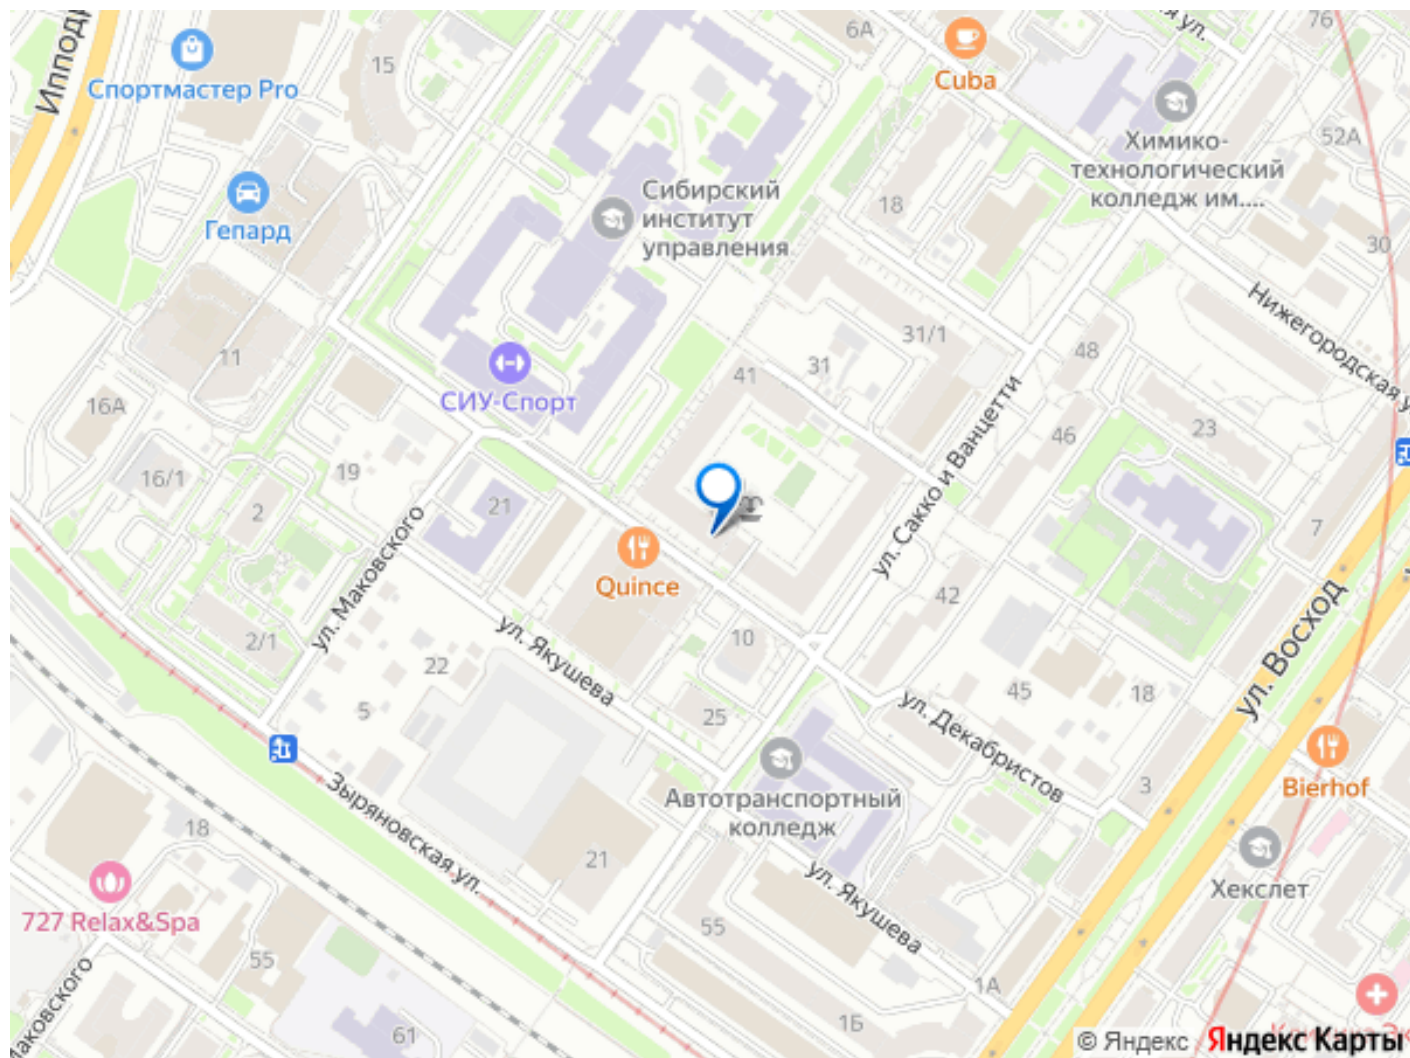 Спортмастер Pro
15
6А
Cuba
76
52А
Химико-
технологический
колледж им....
Гепард
Сибирский
институт
управления
18
30
Нижегородская у
11
31/1
31
48
41
СИУ-Спорт
16А
ул. Сакко и Ванцетти
46
23
19
16/1
2
21
ул. Маковского
7
Quince
42
2/1
10
ул. Якушева
22
45
18
ул. Восход
5
25
ул. Декабристов
Автотранспортный
колледж
3
Bierhof
Зыряновская ул.
18
21
Хекслет
727 Relax&Spa
ул. Якушева
55
55
1А
1Б
61
аковского
© Яндекс Яндекс Карты